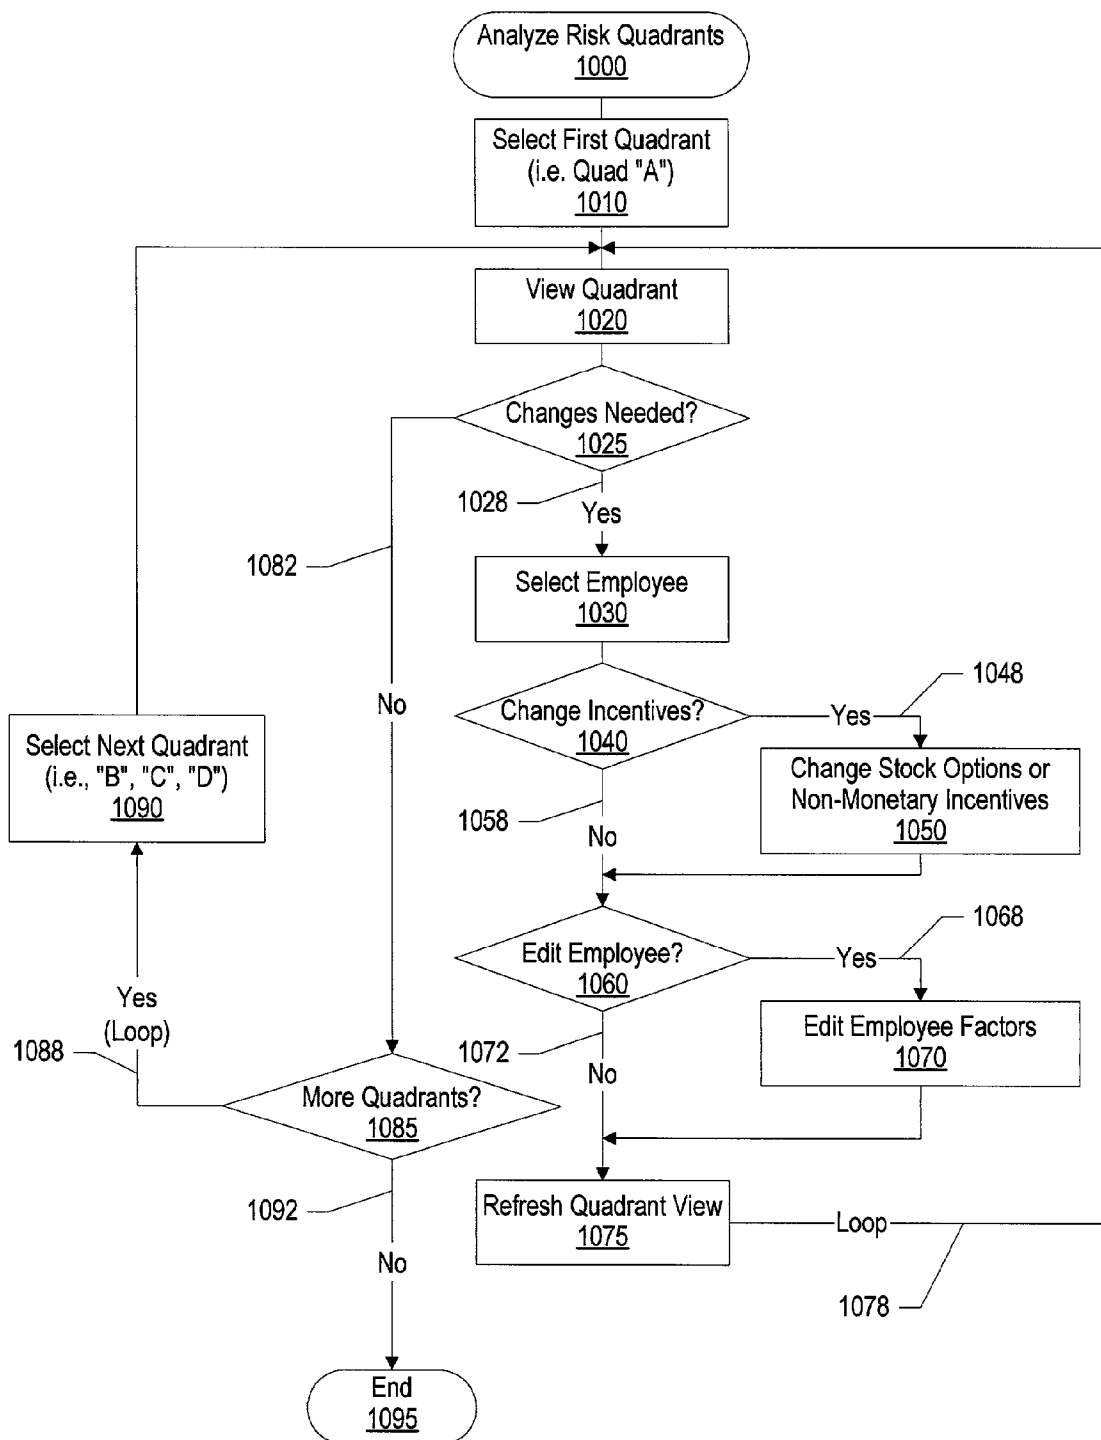 Analyze Risk Quadrants
1000
Select First Quadrant
(i.e. Quad "A")
1010
View Quadrant
1020
Changes Needed?
1025
1028
Yes
1082
Select Employee
1030
No
Change Incentives?
1040
1048
Yes
Select Next Quadrant
(i.e., "B", "C", "D")
1090
Change Stock Options or
Non-Monetary Incentives
1050
1058
No
Edit Employee?
1060
1068
Yes
Yes
(Loop)
1088
Edit Employee Factors
1070
1072
No
More Quadrants?
1085
1092
No
Refresh Quadrant View
1075
Loop
1078
End
1095